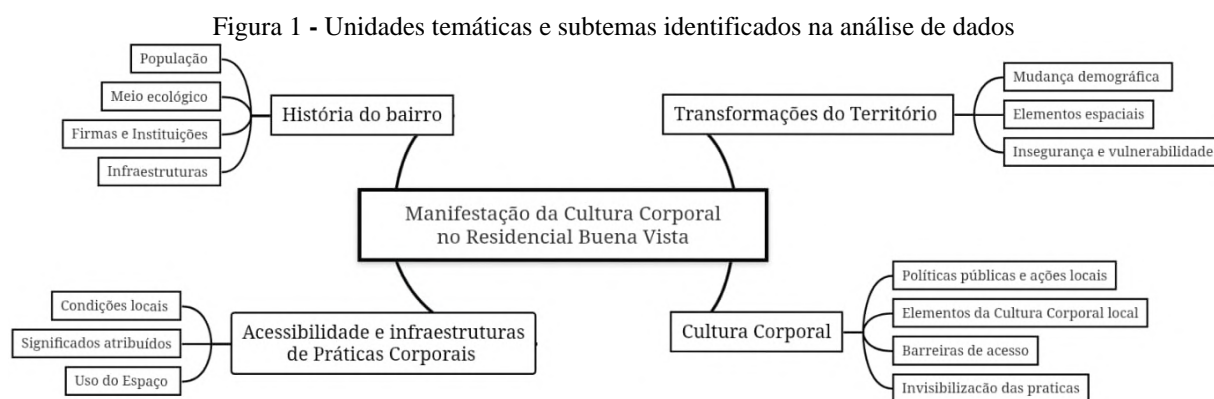 Figura 1 - Unidades temáticas e subtemas identificados na análise de dados
População
Meio ecológico
Firmas e Instituições
Infraestruturas
História do bairro
Transformações do Território
Mudança demográfica
Elementos espaciais
Insegurança e vulnerabilidade
Manifestação da Cultura Corporal
no Residencial Buena Vista
Condições locais
Significados atribuídos
Uso do Espaço
Acessibilidade e infraestruturas
de Práticas Corporais
Cultura Corporal
Políticas públicas e ações locais
Elementos da Cultura Corporal local
Barreiras de acesso
Invisibilizacão das praticas